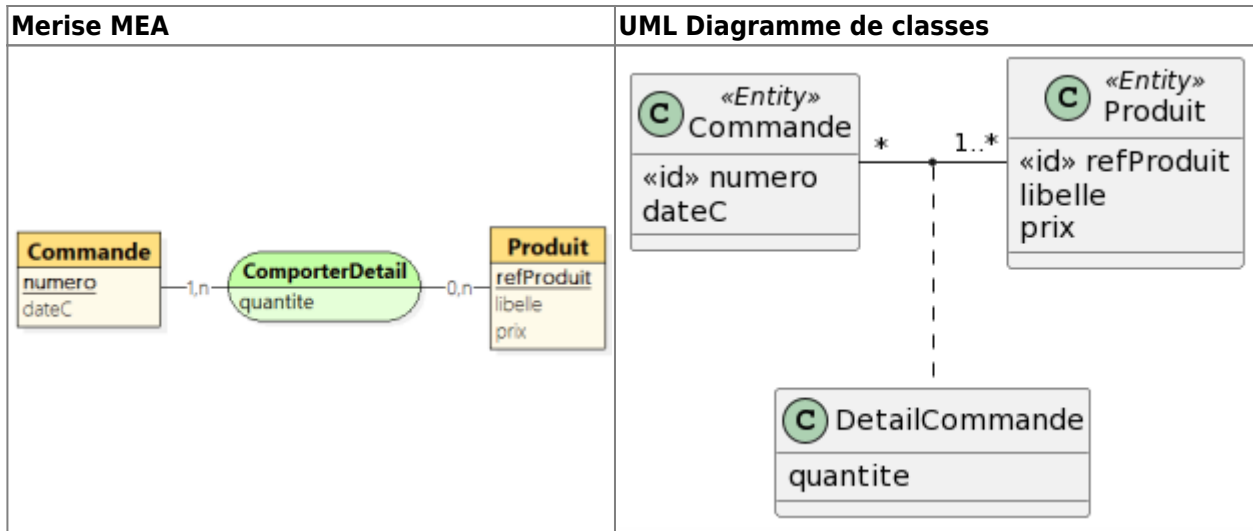 Merise MEA
UML Diagramme de classes
Commande
numero
dateC
1,n
ComporterDetail
quantite
0,n
Produit
refProduit
libelle
prix
C
«Entity»
Commande
«id» numero
dateC
*
1..*
C
«Entity»
Produit
«id» refProduit
libelle
prix
C DetailCommande
quantite